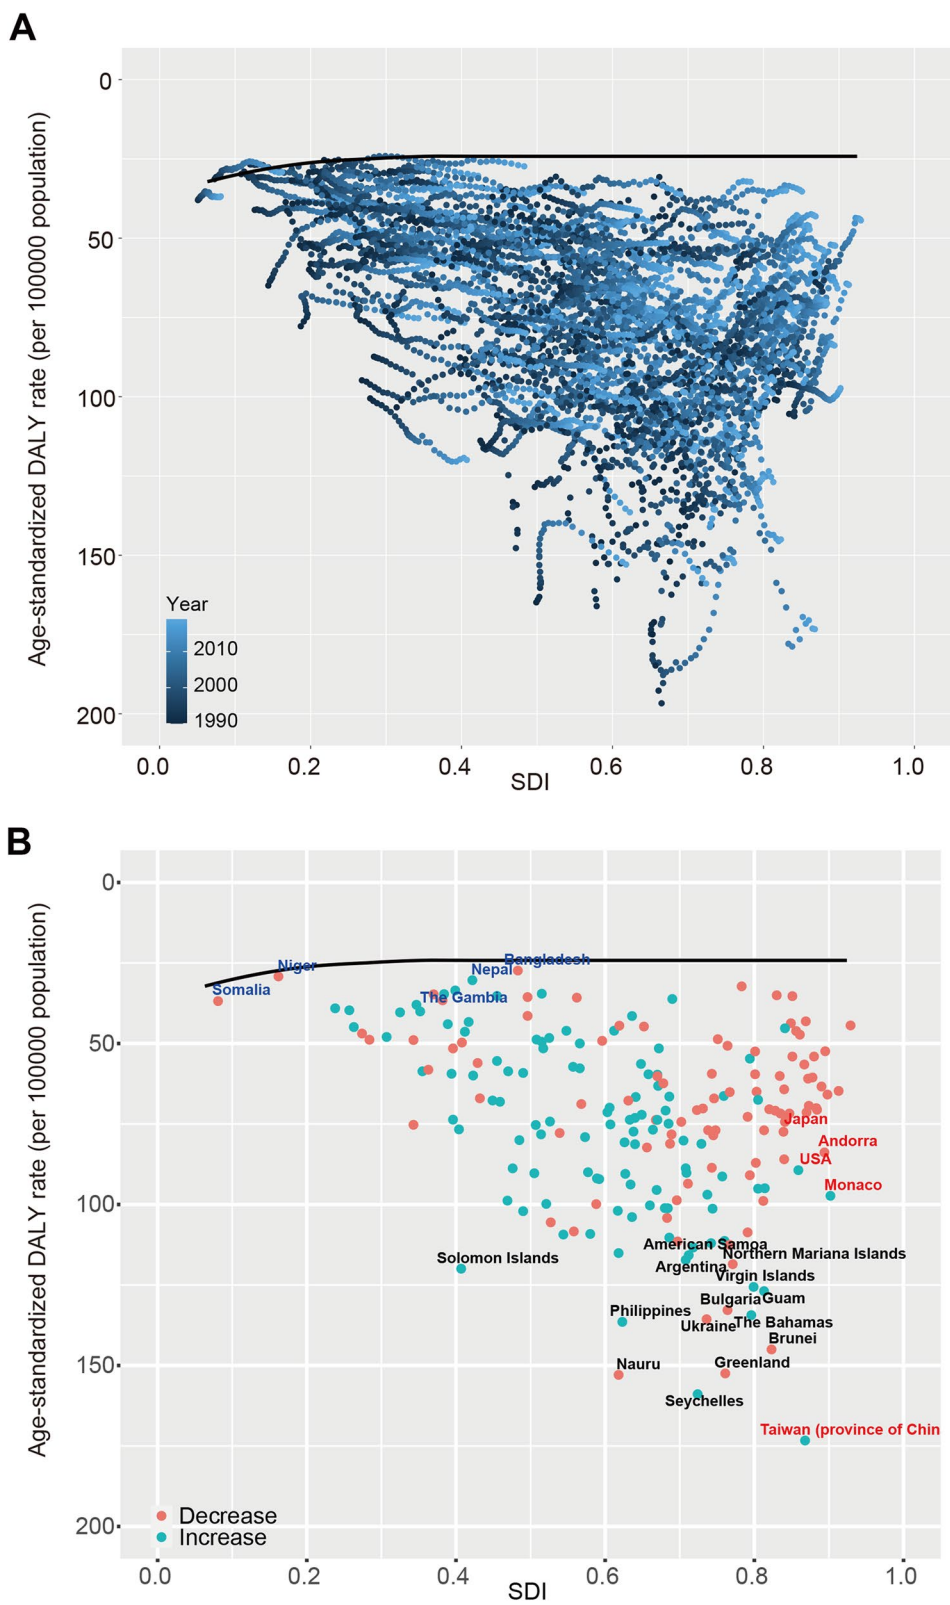 A
Age-standardized DALY rate (per 100000 population)
0
50
100
150
200
Year
2010
2000
1990
0.0 0.2 0.4 0.6 0.8 1.0
SDI
B
Age-standardized DALY rate (per 100000 population)
0
50
100
150
200
Bangladesh
Niger
Nepal
Somalia
The Gambia
Japan
Andorra
USA
Monaco
American Samoa
Northern Mariana Islands
Solomon Islands
Argentina
Virgin Islands
Bulgaria Guam
Philippines
Ukraine The Bahamas
Brunei
Nauru
Greenland
Seychelles
Taiwan (province of Chin
Decrease
Increase
0.0 0.2 0.4 0.6 0.8 1.0
SDI